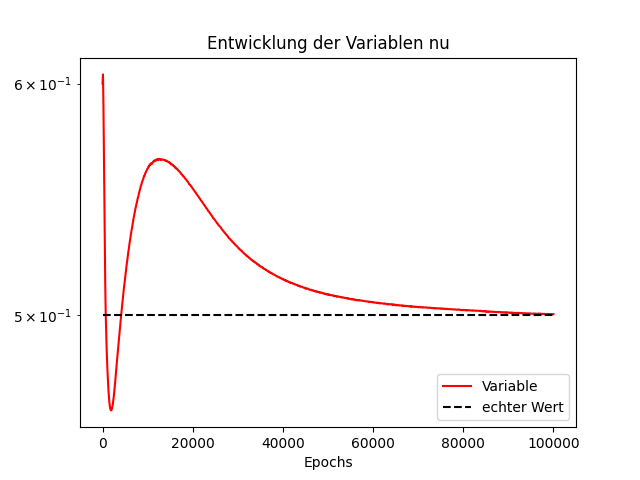 Entwicklung der Variablen nu
6 × 10⁻¹
5 × 10⁻¹
Variable
echter Wert
0 20000 40000 60000 80000 100000
Epochs